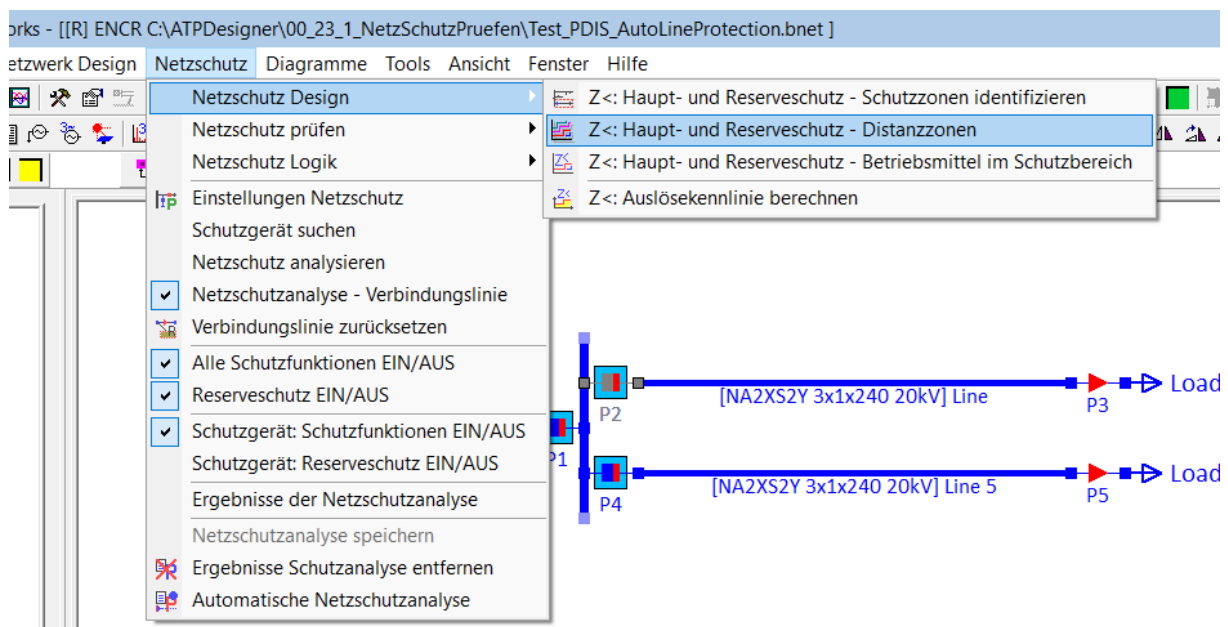 orks - [[R] ENCR C:\ATPDesigner\00_23_1_NetzSchutzPruefen\Test_PDIS_AutoLineProtection.bnet ]
etzwerk Design Netzschutz Diagramme Tools Ansicht Fenster Hilfe
Netzschutz Design
Netzschutz prüfen
Netzschutz Logik
Einstellungen Netzschutz
Schutzgerät suchen
Netzschutz analysieren
Netzschutzanalyse - Verbindungslinie
Verbindungslinie zurücksetzen
Alle Schutzfunktionen EIN/AUS
Reserveschutz EIN/AUS
Schutzgerät: Schutzfunktionen EIN/AUS
Schutzgerät: Reserveschutz EIN/AUS
Ergebnisse der Netzschutzanalyse
Netzschutzanalyse speichern
Ergebnisse Schutzanalyse entfernen
Automatische Netzschutzanalyse
Z<: Haupt- und Reserveschutz - Schutzzonen identifizieren
Z<: Haupt- und Reserveschutz - Distanzzonen
Z<: Haupt- und Reserveschutz - Betriebsmittel im Schutzbereich
Z<: Auslösekennlinie berechnen
[NA2XS2Y 3x1x240 20kV] Line
Load
P2
P3
P1
[NA2XS2Y 3x1x240 20kV] Line 5
Load
P4
P5